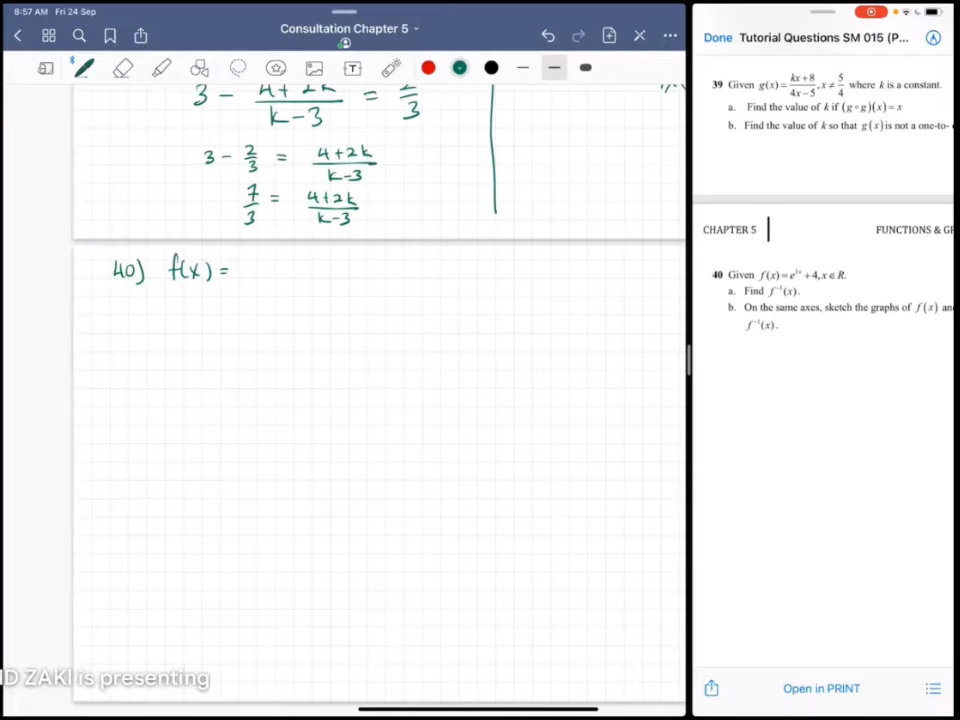 8:57 AM Fri 24 Sep
Consultation Chapter 5
3 - 4+2k/k-3 = 2/3
3 - 2/3 = 4+2k/k-3
7/3 = 4+2k/k-3
40) f(x) =
D ZAKI is presenting
Done Tutorial Questions SM 015 (P...
39 Given g(x) = kx+8/4x-5, x ≠ 5/4 where k is a constant.
a. Find the value of k if (g ∘ g)(x) = x
b. Find the value of k so that g(x) is not a one-to-
CHAPTER 5 FUNCTIONS & G
40 Given f(x) = e³ˣ + 4, x ∈ R.
a. Find f⁻¹(x).
b. On the same axes, sketch the graphs of f(x) an
f⁻¹(x).
Open in PRINT